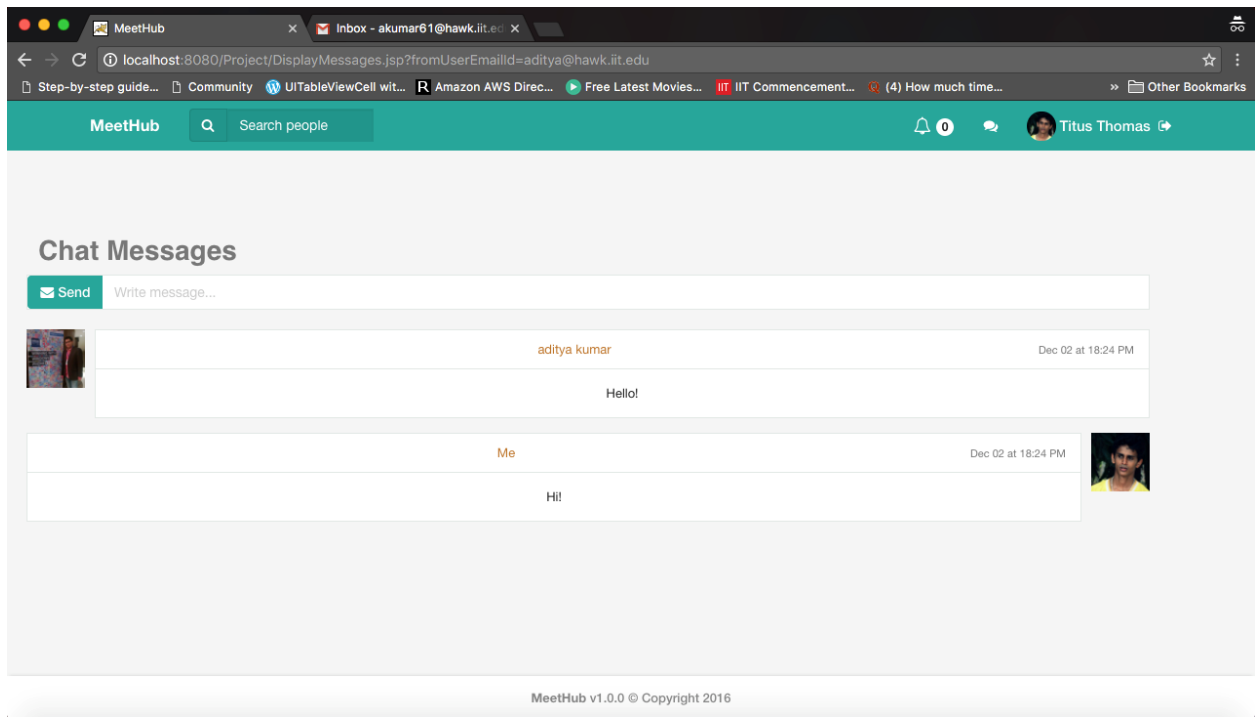 MeetHub
Inbox - akumar61@hawk.iit.ed
localhost:8080/Project/DisplayMessages.jsp?fromUserEmailId=aditya@hawk.iit.edu
Step-by-step guide... Community UITableViewCell wit... R Amazon AWS Direc... Free Latest Movies... IIT IIT Commencement... (4) How much time... » Other Bookmarks
MeetHub Search people 0 Titus Thomas
Chat Messages
Send Write message...
aditya kumar Dec 02 at 18:24 PM
Hello!
Me Dec 02 at 18:24 PM
Hi!
MeetHub v1.0.0 © Copyright 2016